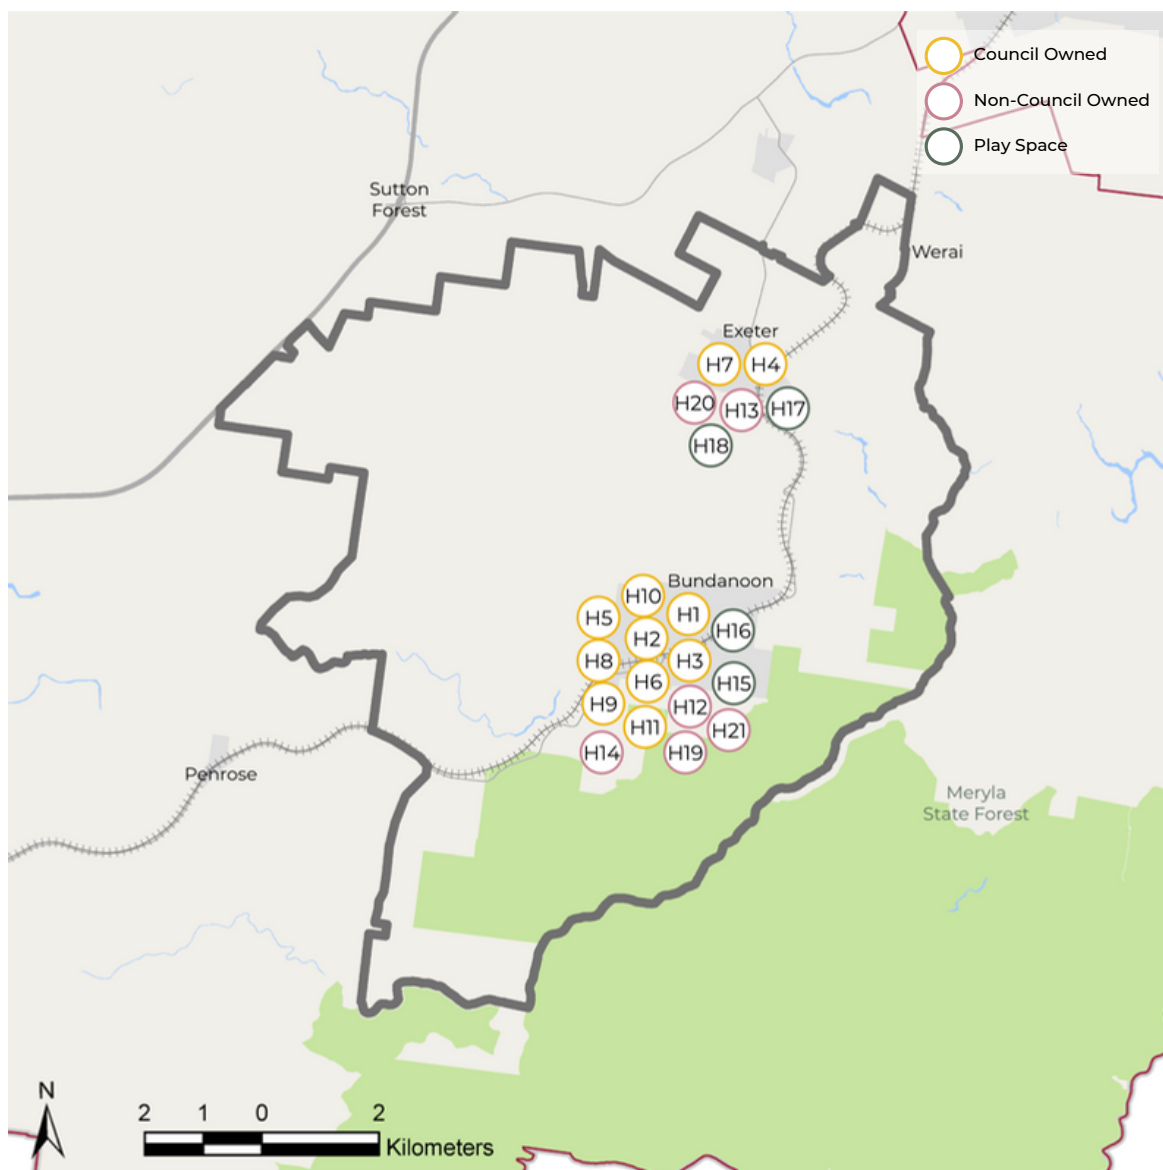 Council Owned
Non-Council Owned
Play Space
Sutton
Forest
Werai
Exeter
H7
H4
H20
H13
H17
H18
Bundanoon
H10
H5
H1
H2
H16
H8
H3
H6
H15
H9
H12
H11
H21
H14
H19
Penrose
Meryla
State Forest
N
2 1 0 2
Kilometers